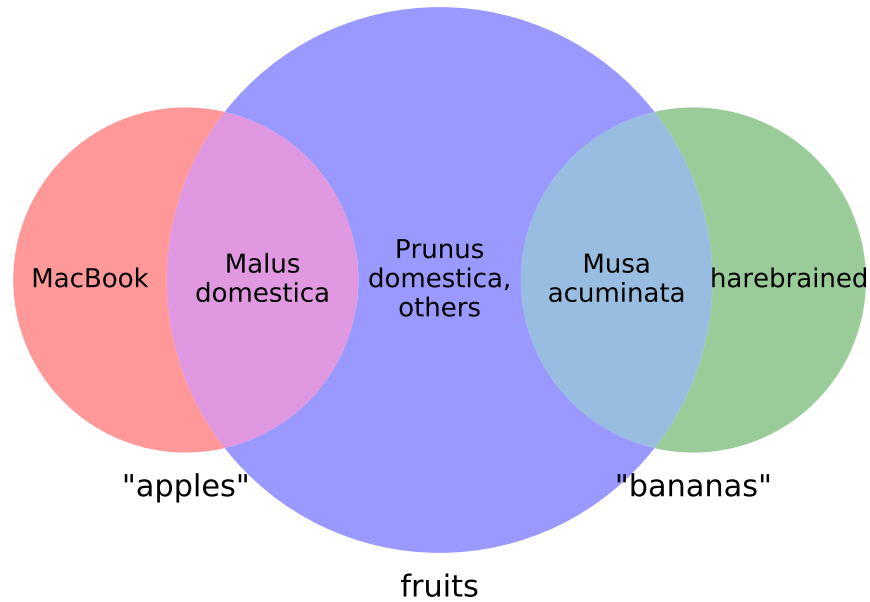 MacBook
Malus
domestica
Prunus
domestica,
others
Musa
acuminata
harebrained
"apples"
"bananas"
fruits